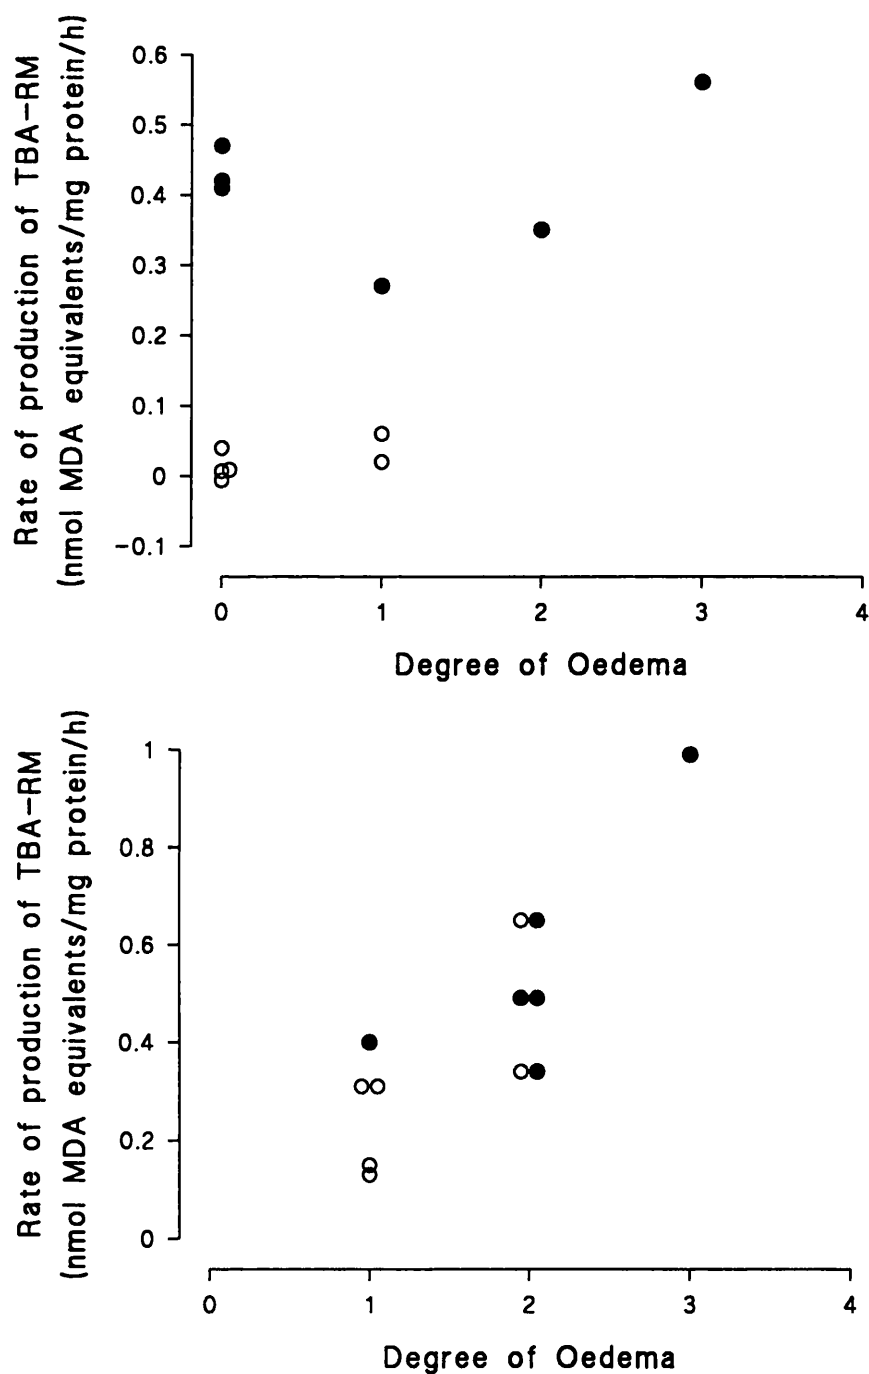 Rate of production of TBA-RM
(nmol MDA equivalents/mg protein/h)
0.6
0.5
0.4
0.3
0.2
0.1
0
-0.1
0 1 2 3 4
Degree of Oedema
Rate of production of TBA-RM
(nmol MDA equivalents/mg protein/h)
1
0.8
0.6
0.4
0.2
0
0 1 2 3 4
Degree of Oedema